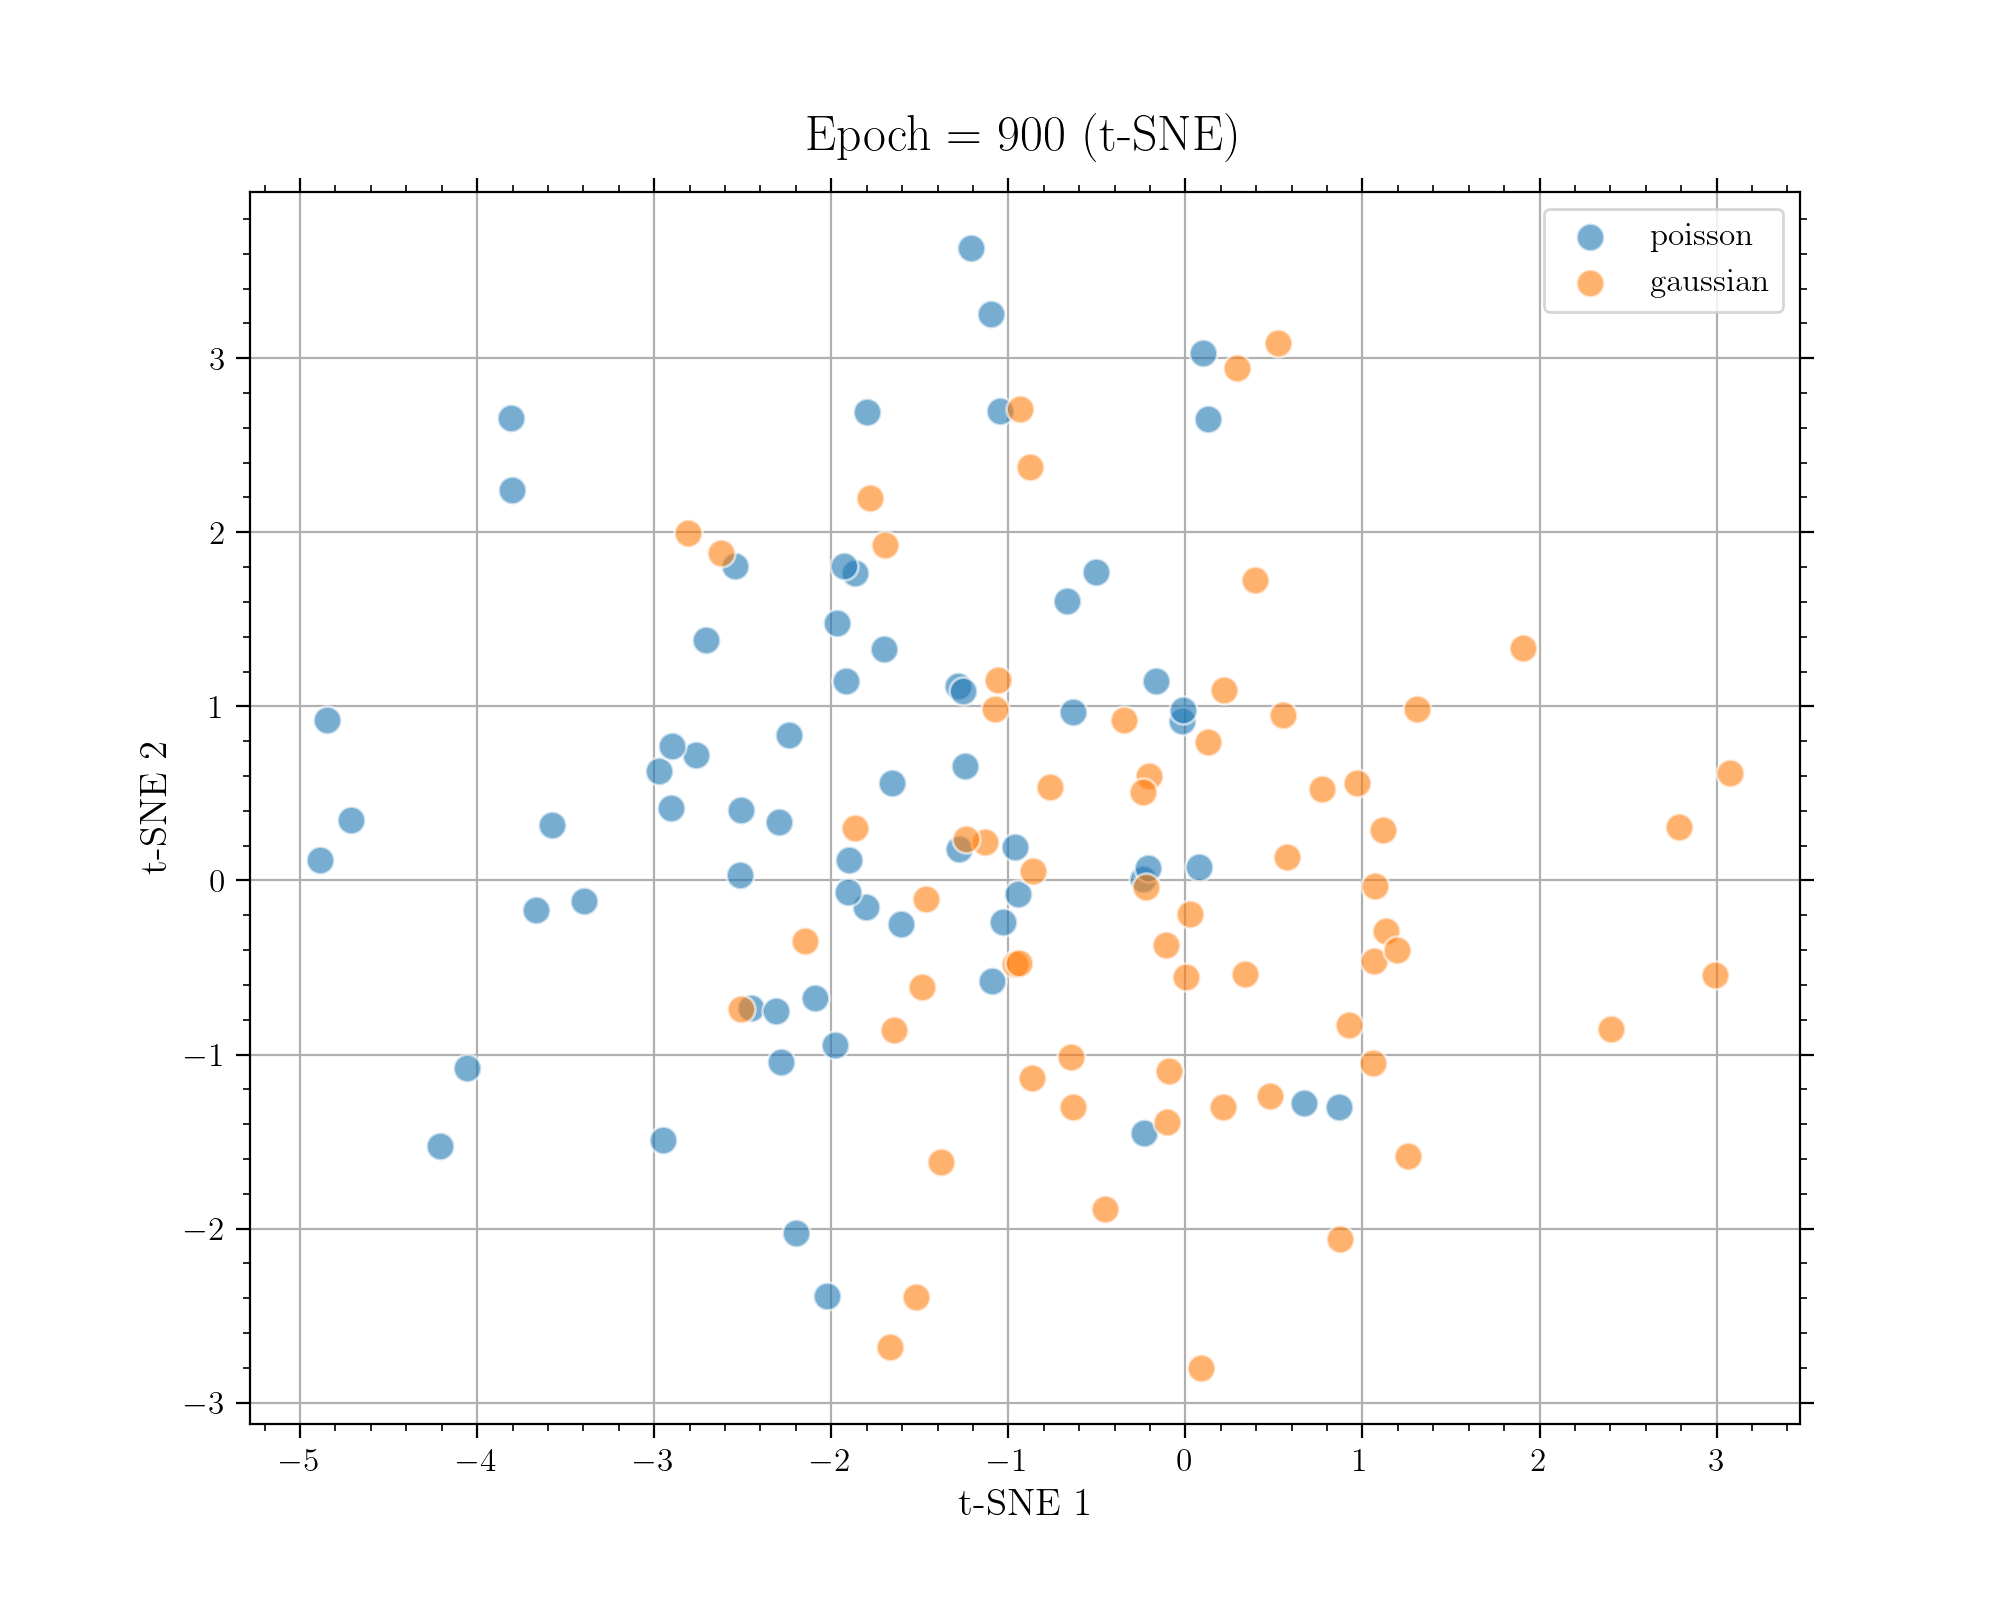 Epoch = 900 (t-SNE)
poisson
gaussian
t-SNE 2
3
2
1
0
−1
−2
−3
−5 −4 −3 −2 −1 0 1 2 3
t-SNE 1